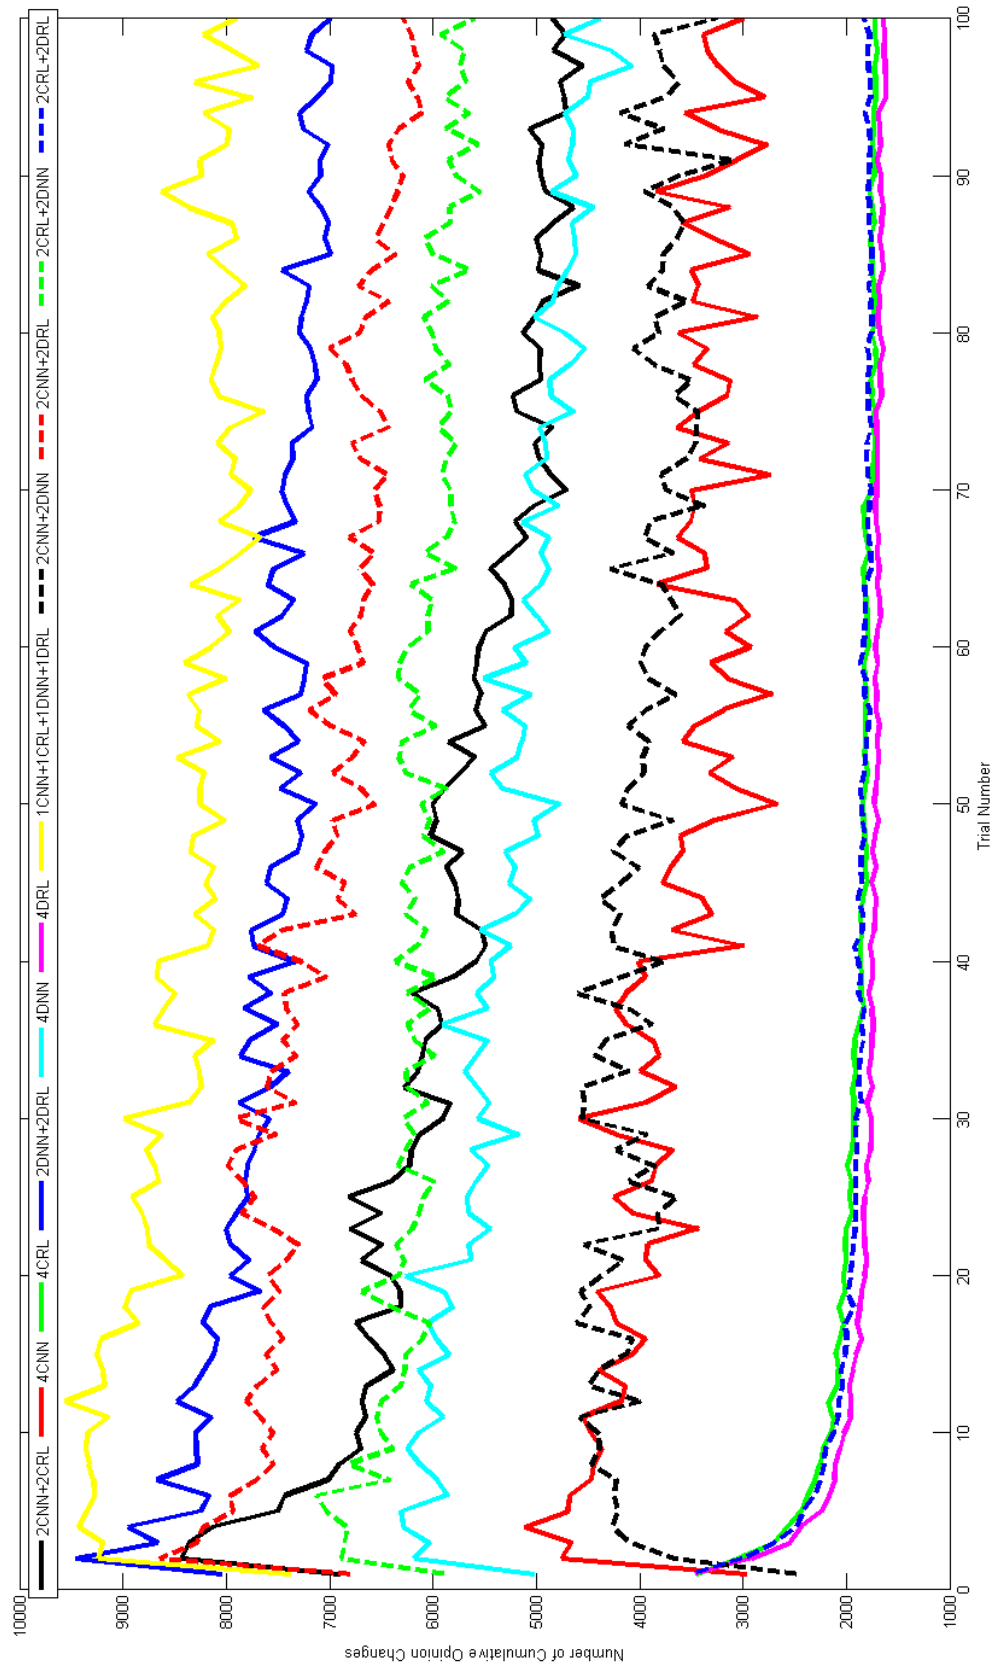 2CNN+2CRL 4CNN 4CRL 2DNN+2DRL 4DNN 4DRL 1CNN+1CRL+1DNN+1DRL 2CNN+2DNN 2CNN+2DRL 2CRL+2DNN 2CRL+2DRL
10000
9000
8000
7000
6000
5000
4000
3000
2000
1000
Number of Cumulative Opinion Changes
0 10 20 30 40 50 60 70 80 90 100
Trial Number